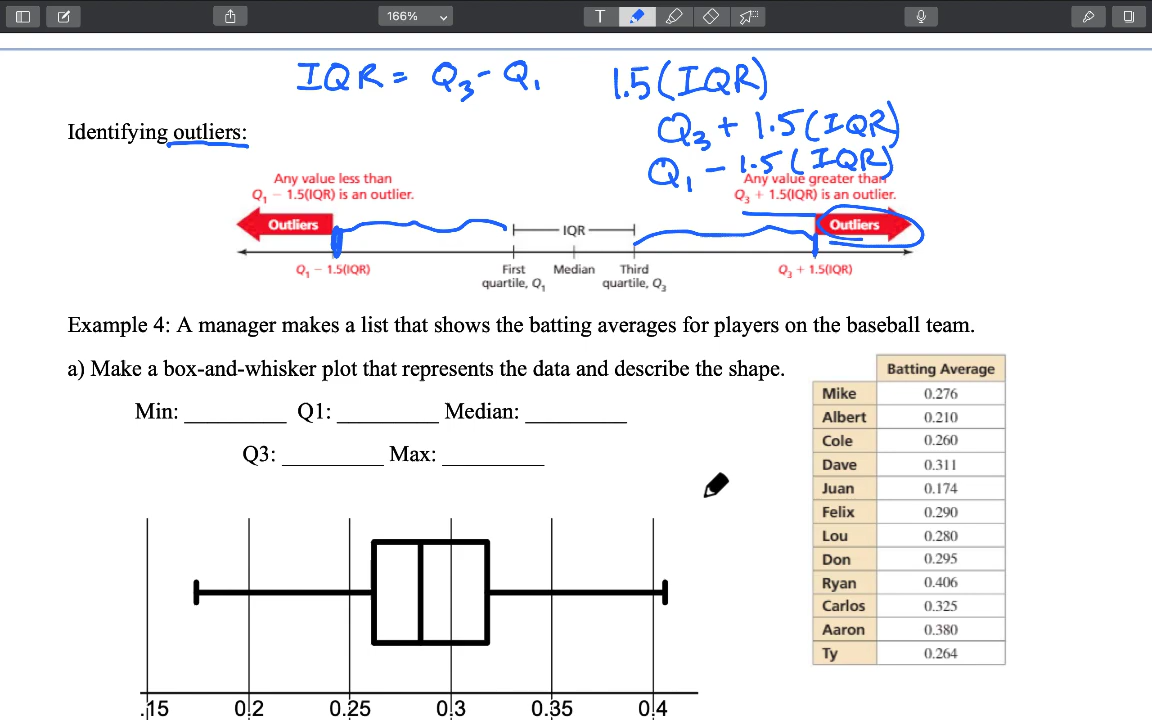 166%
T
IQR = Q3 - Q1 1.5(IQR)
Q3 + 1.5(IQR)
Q1 - 1.5(IQR)
Identifying outliers:
Any value less than
Q1 − 1.5(IQR) is an outlier.
Any value greater than
Q3 + 1.5(IQR) is an outlier.
Outliers
IQR
Outliers
Q1 − 1.5(IQR)
First
quartile, Q1
Median
Third
quartile, Q3
Q3 + 1.5(IQR)
Example 4: A manager makes a list that shows the batting averages for players on the baseball team.
a) Make a box-and-whisker plot that represents the data and describe the shape.
Min: __________ Q1: __________ Median: __________
Q3: __________ Max: __________
Batting Average
Mike 0.276
Albert 0.210
Cole 0.260
Dave 0.311
Juan 0.174
Felix 0.290
Lou 0.280
Don 0.295
Ryan 0.406
Carlos 0.325
Aaron 0.380
Ty 0.264
.15 0.2 0.25 0.3 0.35 0.4